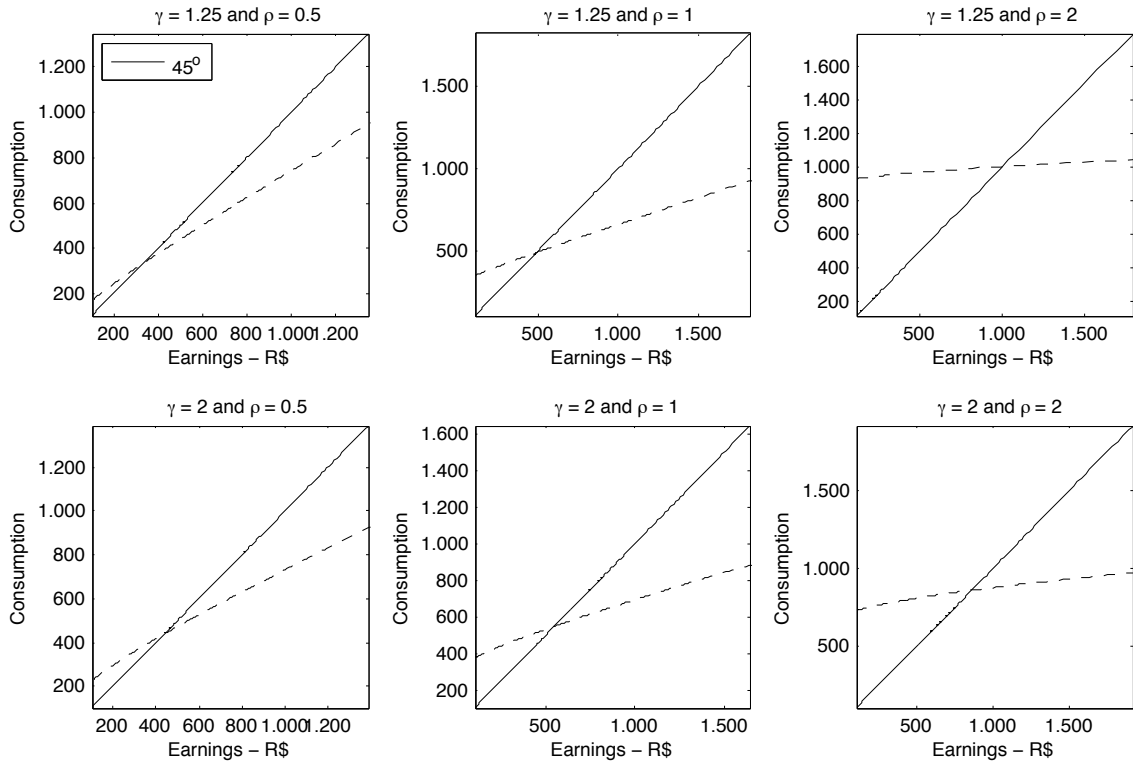 γ = 1.25 and ρ = 0.5
1.200
1.000
800
600
400
200
Consumption
45º
200 400 600 800 1.000 1.200
Earnings – R$
γ = 1.25 and ρ = 1
1.500
1.000
500
Consumption
500 1.000 1.500
Earnings – R$
γ = 1.25 and ρ = 2
1.600
1.400
1.200
1.000
800
600
400
200
Consumption
500 1.000 1.500
Earnings – R$
γ = 2 and ρ = 0.5
1.200
1.000
800
600
400
200
Consumption
200 400 600 800 1.000 1.200
Earnings – R$
γ = 2 and ρ = 1
1.600
1.400
1.200
1.000
800
600
400
200
Consumption
500 1.000 1.500
Earnings – R$
γ = 2 and ρ = 2
1.500
1.000
500
Consumption
500 1.000 1.500
Earnings – R$